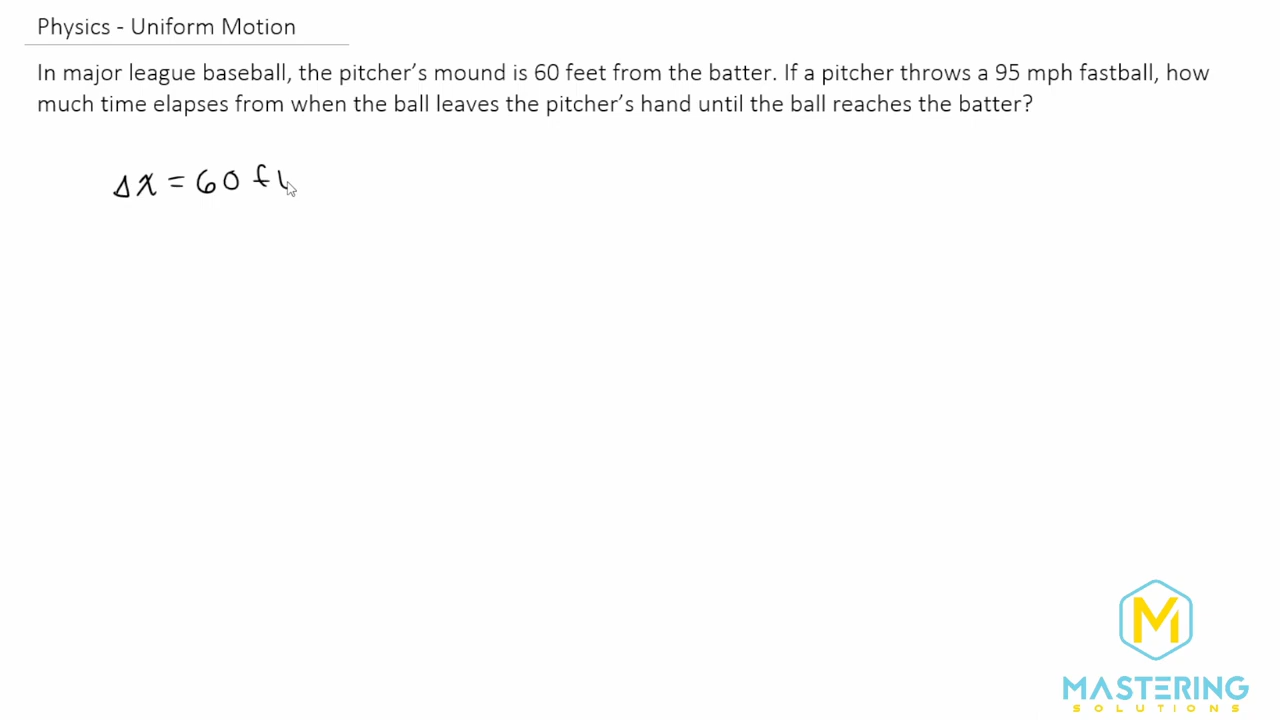 Physics - Uniform Motion
In major league baseball, the pitcher’s mound is 60 feet from the batter. If a pitcher throws a 95 mph fastball, how
much time elapses from when the ball leaves the pitcher’s hand until the ball reaches the batter?
Δx = 60 ft
M
MASTERING
SOLUTIONS